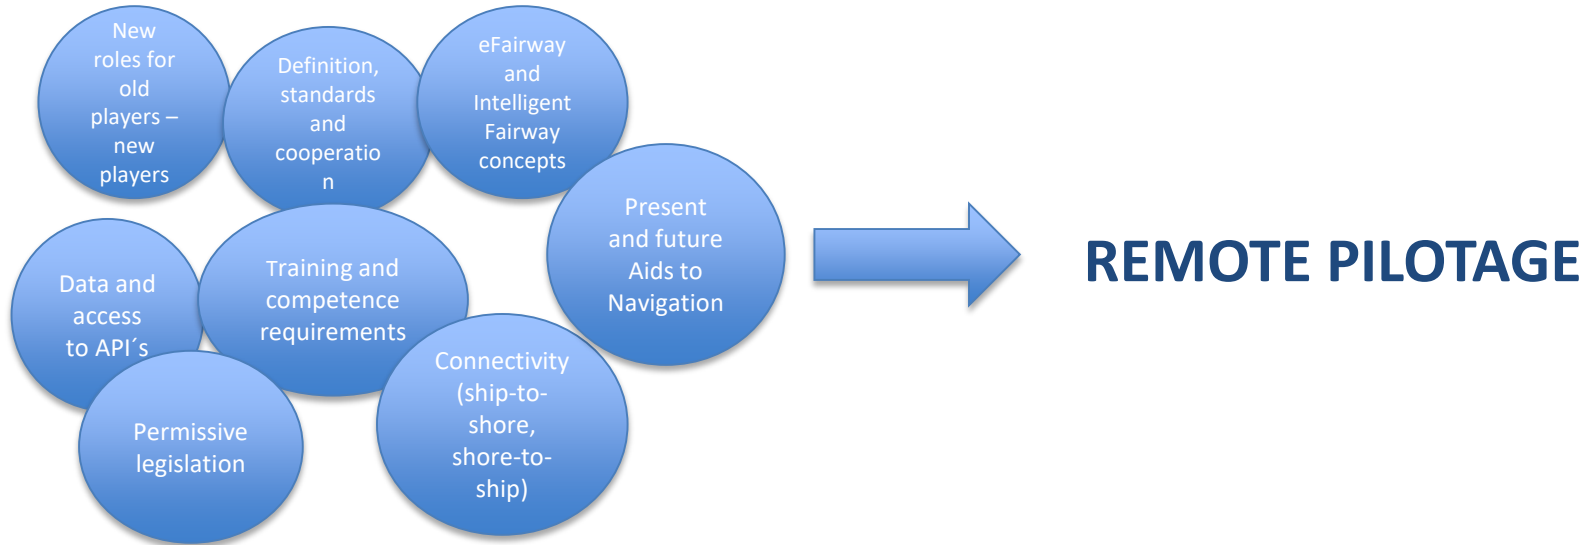 New
roles for
old
players –
new
players
Definition,
standards
and
cooperatio
n
eFairway
and
Intelligent
Fairway
concepts
Present
and future
Aids to
Navigation
Data and
access
to API´s
Training and
competence
requirements
Connectivity
(ship-to-
shore,
shore-to-
ship)
Permissive
legislation
REMOTE PILOTAGE